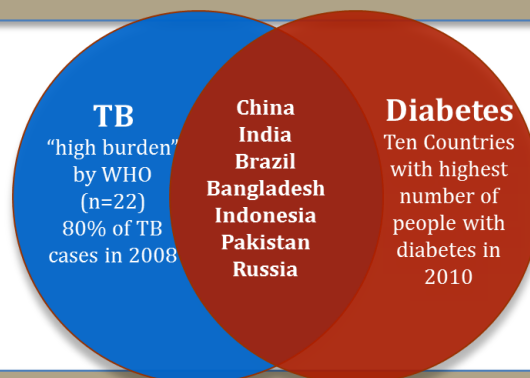 TB
“high burden”
by WHO
(n=22)
80% of TB
cases in 2008
China
India
Brazil
Bangladesh
Indonesia
Pakistan
Russia
Diabetes
Ten Countries
with highest
number of
people with
diabetes in
2010